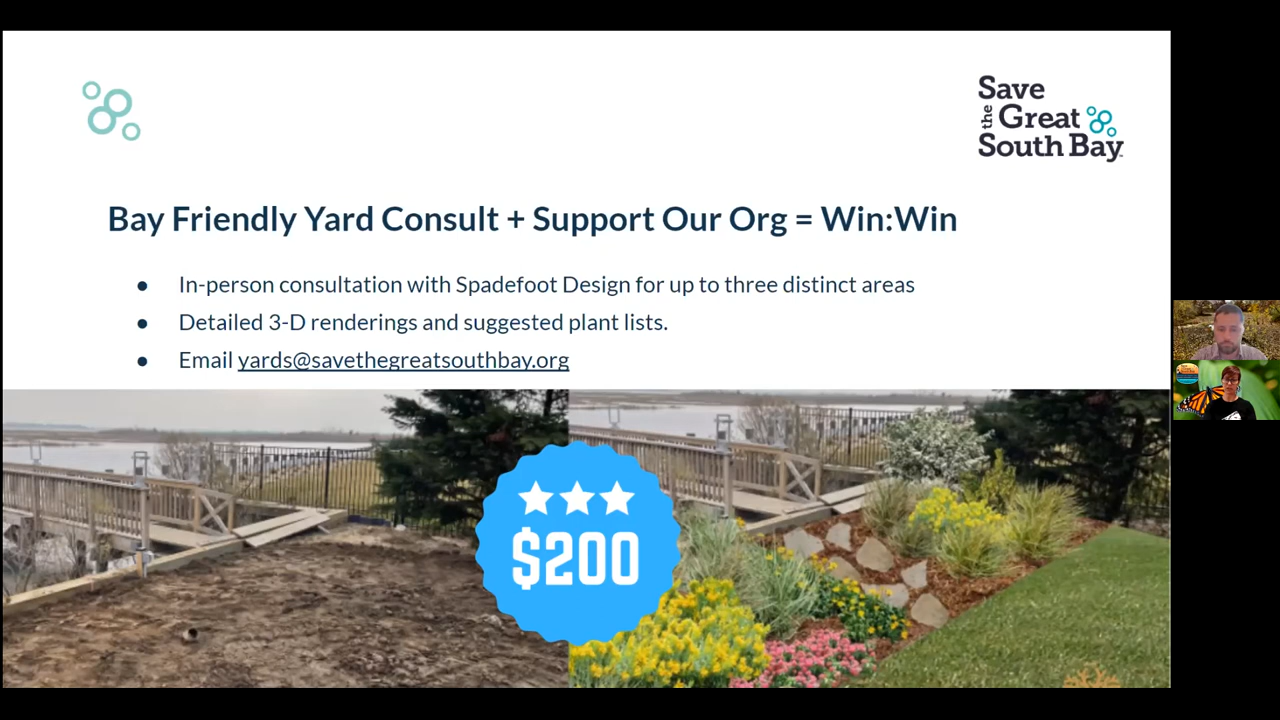 Save
the Great
South Bay
Bay Friendly Yard Consult + Support Our Org = Win:Win
● In-person consultation with Spadefoot Design for up to three distinct areas
● Detailed 3-D renderings and suggested plant lists.
● Email yards@savethegreatsouthbay.org
$200